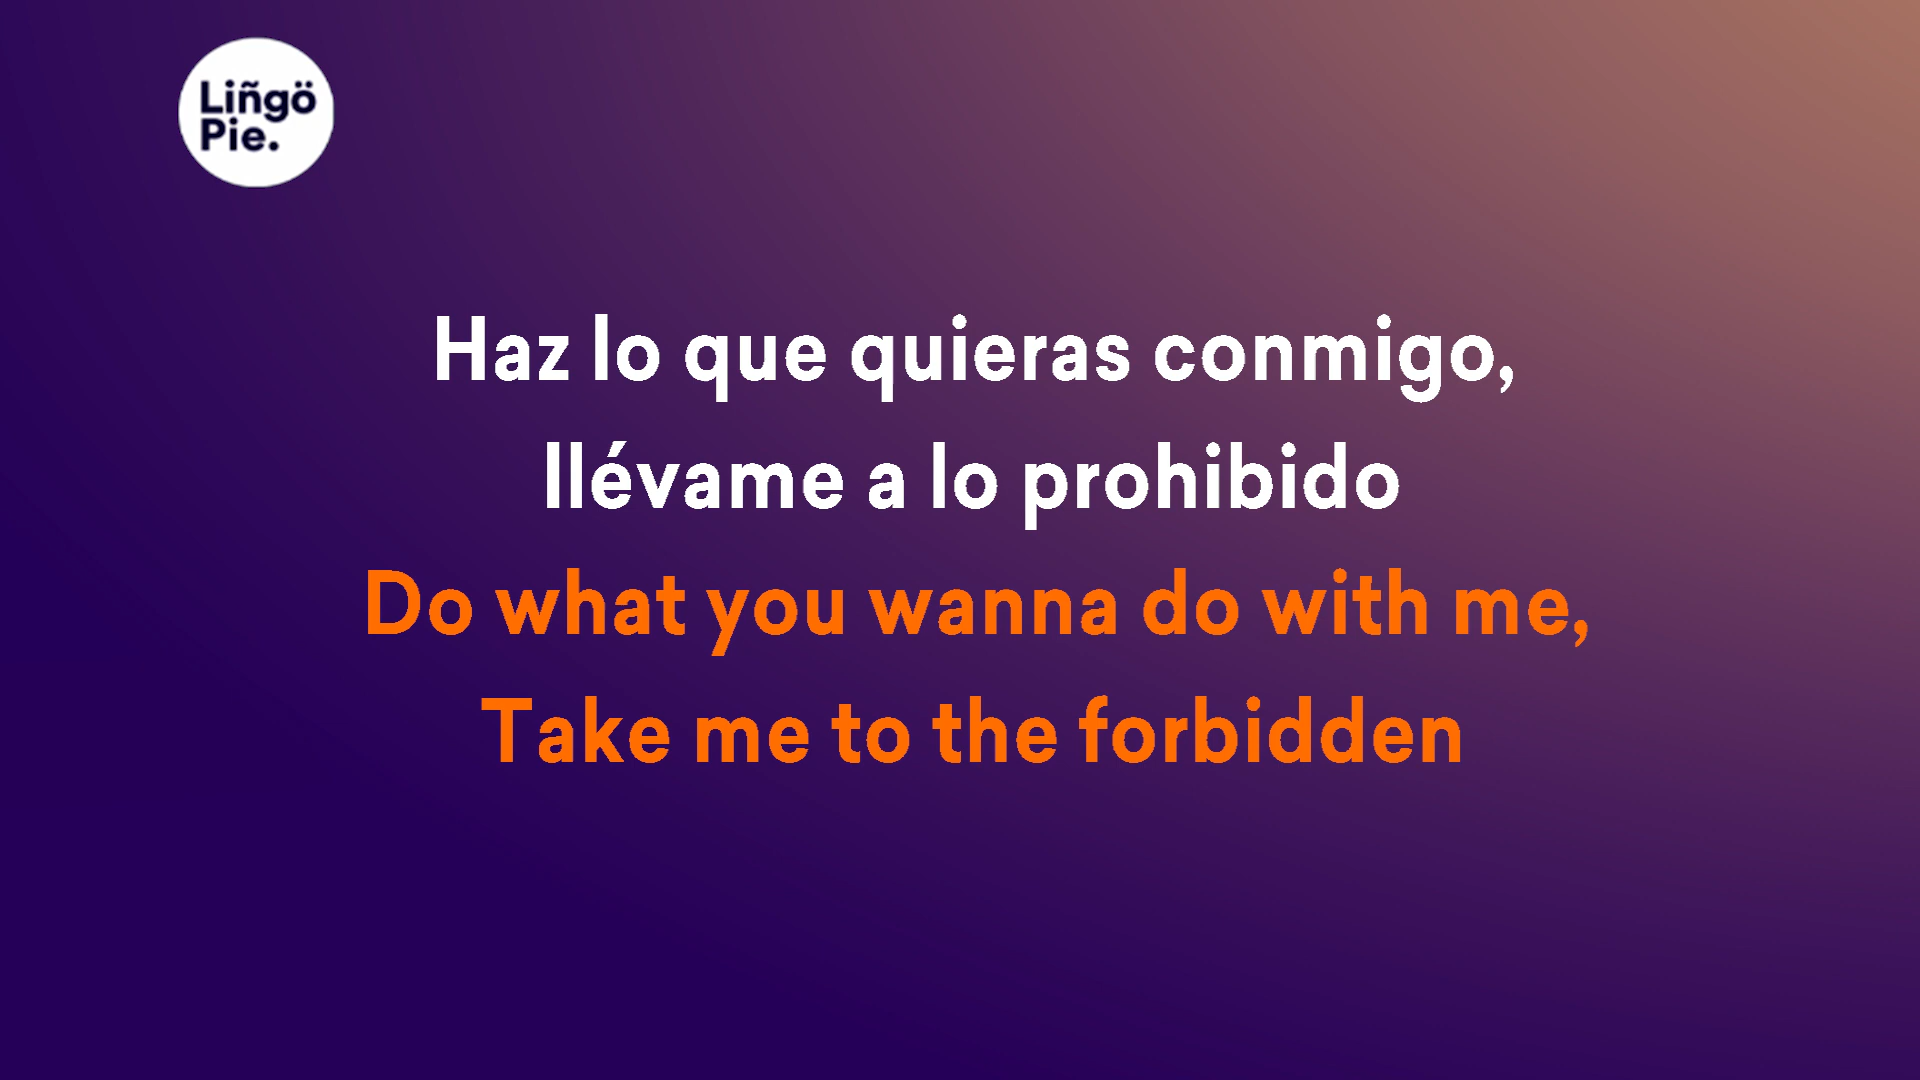 Liñgö
Pie.
Haz lo que quieras conmigo,
llévame a lo prohibido
Do what you wanna do with me,
Take me to the forbidden